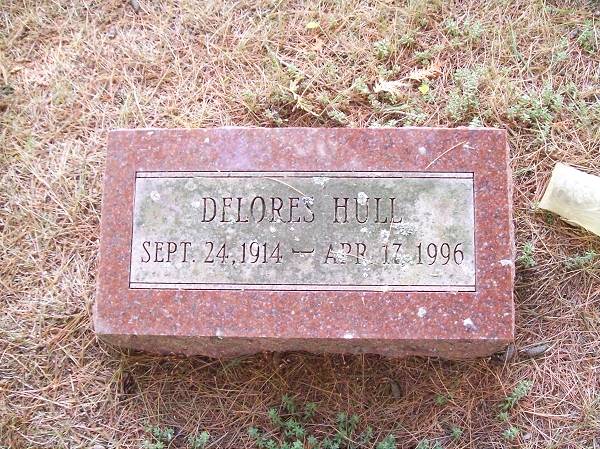 DELORES HULL
SEPT. 24, 1914 — APR. 17, 1996